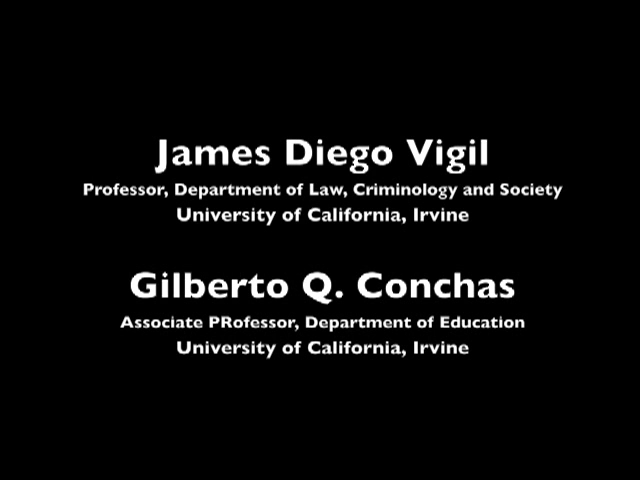 James Diego Vigil
Professor, Department of Law, Criminology and Society
University of California, Irvine
Gilberto Q. Conchas
Associate PRofessor, Department of Education
University of California, Irvine